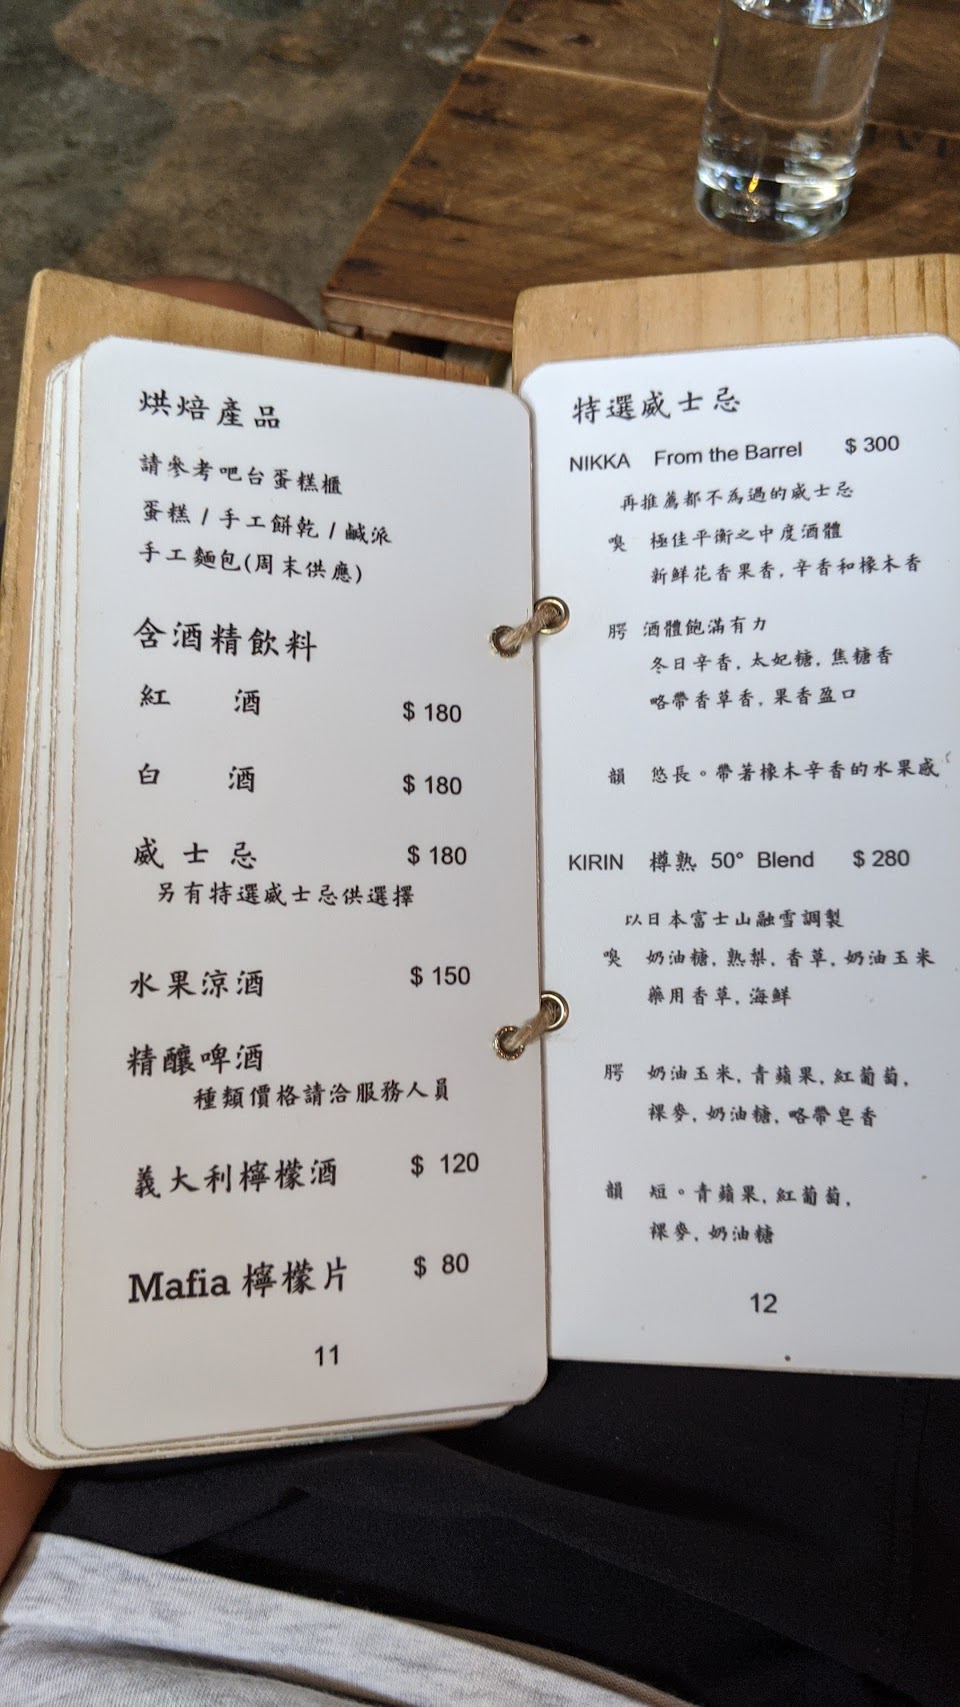 烘焙產品
請參考吧台蛋糕櫃
蛋糕 / 手工餅乾 / 鹹派
手工麵包(周末供應)
含酒精飲料
紅 酒 $ 180
白 酒 $ 180
威士忌 $ 180
另有特選威士忌供選擇
水果涼酒 $ 150
精釀啤酒
種類價格請洽服務人員
義大利檸檬酒 $ 120
Mafia 檸檬片 $ 80
11
特選威士忌
NIKKA From the Barrel $ 300
再推薦都不為過的威士忌
嗅 極佳平衡之中度酒體
新鮮花香果香, 辛香和橡木香
腭 酒體飽滿有力
冬日辛香, 太妃糖, 焦糖香
略帶香草香, 果香盈口
韻 悠長。帶著橡木辛香的水果感
KIRIN 樽熟 50° Blend $ 280
以日本富士山融雪調製
嗅 奶油糖, 熟梨, 香草, 奶油玉米
藥用香草, 海鮮
腭 奶油玉米, 青蘋果, 紅葡萄,
裸麥, 奶油糖, 略帶皂香
韻 短。青蘋果, 紅葡萄,
裸麥, 奶油糖
12